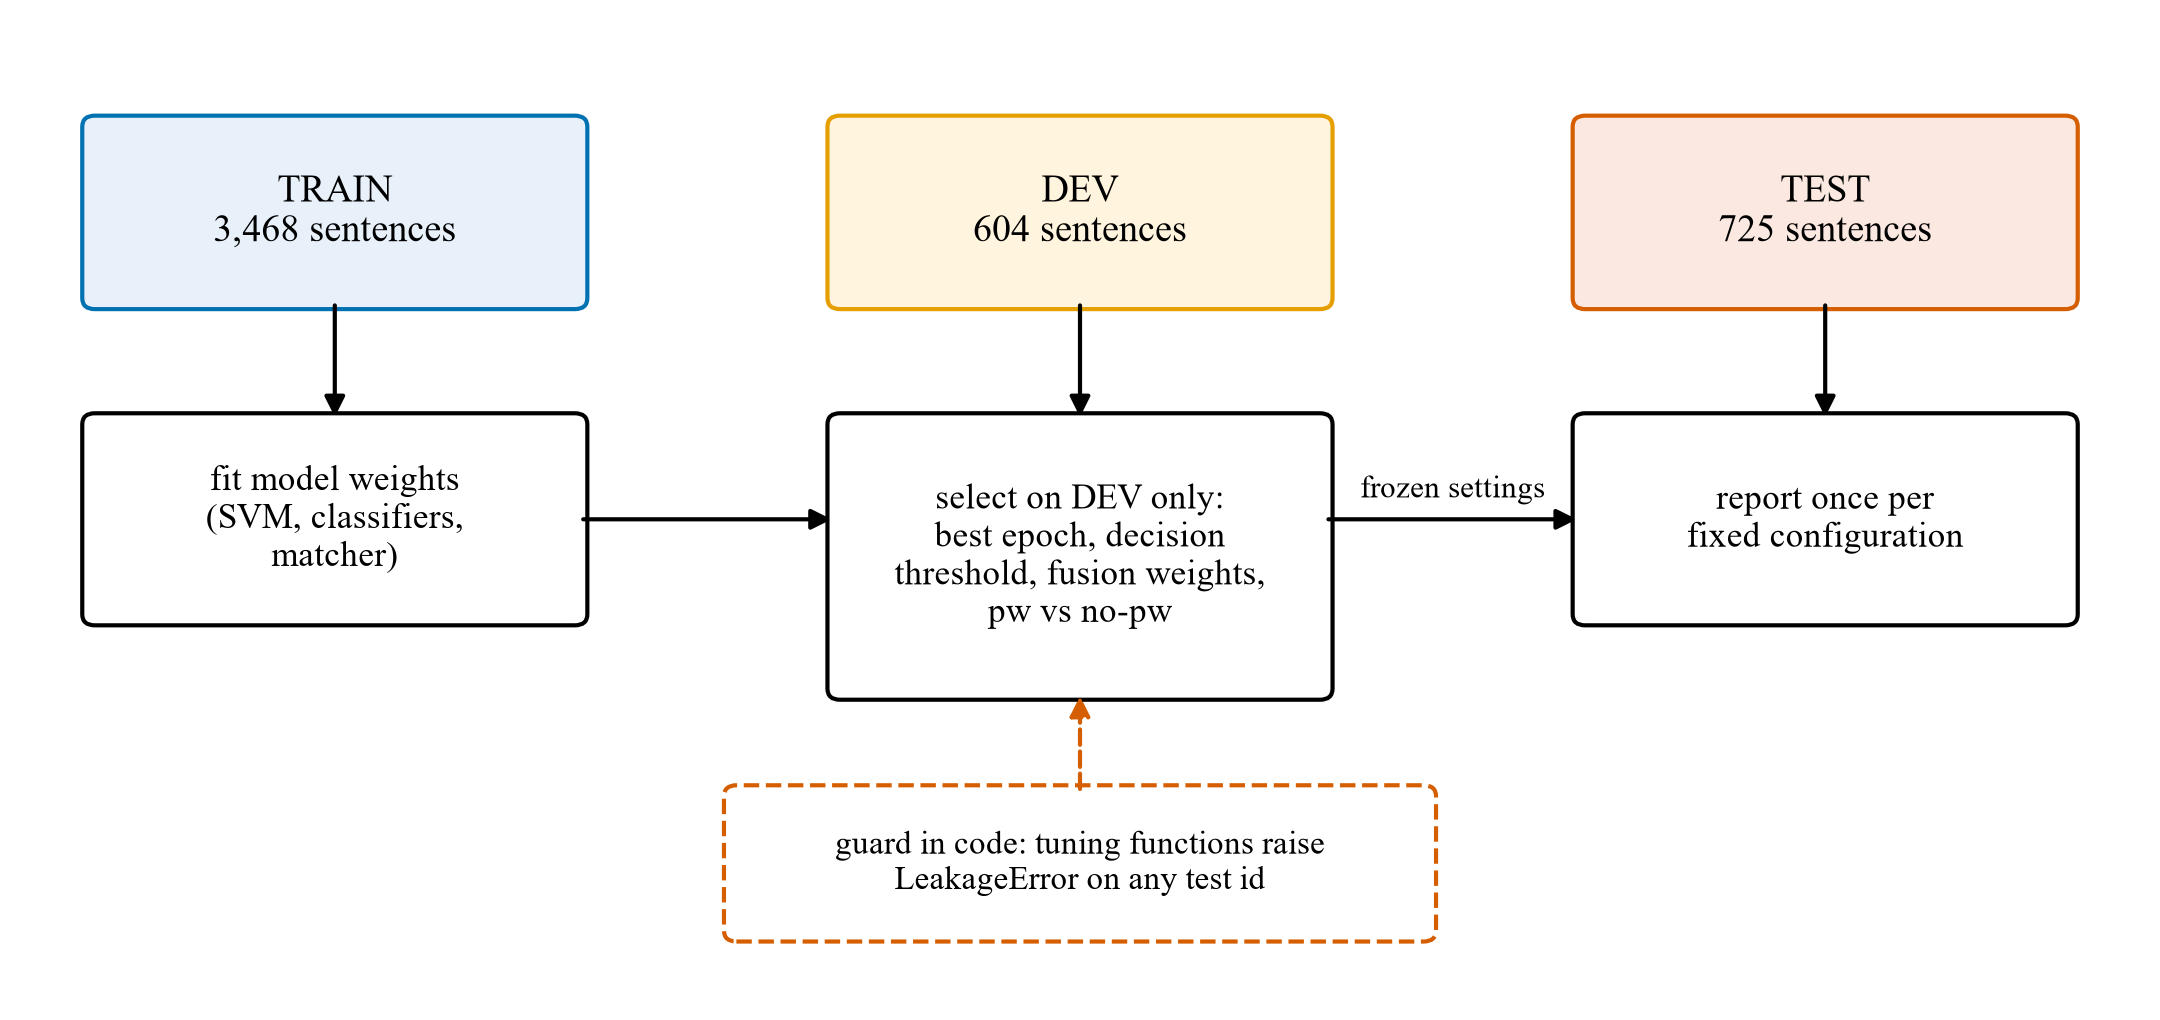 TRAIN
3,468 sentences
DEV
604 sentences
TEST
725 sentences
fit model weights
(SVM, classifiers,
matcher)
select on DEV only:
best epoch, decision
threshold, fusion weights,
pw vs no-pw
frozen settings
report once per
fixed configuration
guard in code: tuning functions raise
LeakageError on any test id